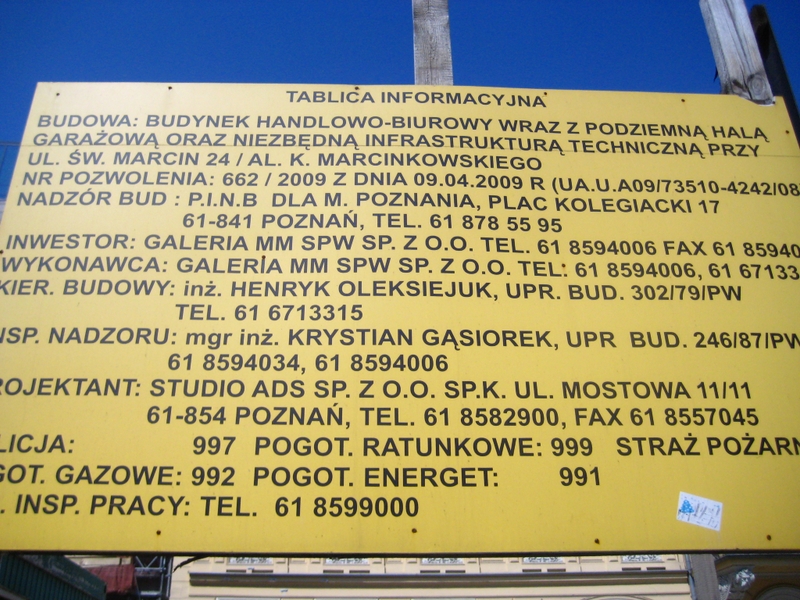 TABLICA INFORMACYJNA
BUDOWA: BUDYNEK HANDLOWO-BIUROWY WRAZ Z PODZIEMNĄ HALĄ
GARAŻOWĄ ORAZ NIEZBĘDNĄ INFRASTRUKTURĄ TECHNICZNĄ PRZY
UL. ŚW. MARCIN 24 / AL. K. MARCINKOWSKIEGO
NR POZWOLENIA: 662 / 2009 Z DNIA 09.04.2009 R (UA.U.A09/73510-4242/08
NADZÓR BUD : P.I.N.B DLA M. POZNANIA, PLAC KOLEGIACKI 17
61-841 POZNAŃ, TEL. 61 878 55 95
INWESTOR: GALERIA MM SPW SP. Z O.O. TEL. 61 8594006 FAX 61 85940
WYKONAWCA: GALERIA MM SPW SP. Z O.O. TEL. 61 8594006, 61 67133
KIER. BUDOWY: inż. HENRYK OLEKSIEJUK, UPR. BUD. 302/79/PW
TEL. 61 6713315
NSP. NADZORU: mgr inż. KRYSTIAN GĄSIOREK, UPR BUD. 246/87/PW
61 8594034, 61 8594006
ROJEKTANT: STUDIO ADS SP. Z O.O. SP.K. UL. MOSTOWA 11/11
61-854 POZNAŃ, TEL. 61 8582900, FAX 61 8557045
LICJA: 997 POGOT. RATUNKOWE: 999 STRAŻ POŻARN
GOT. GAZOWE: 992 POGOT. ENERGET: 991
. INSP. PRACY: TEL. 61 8599000